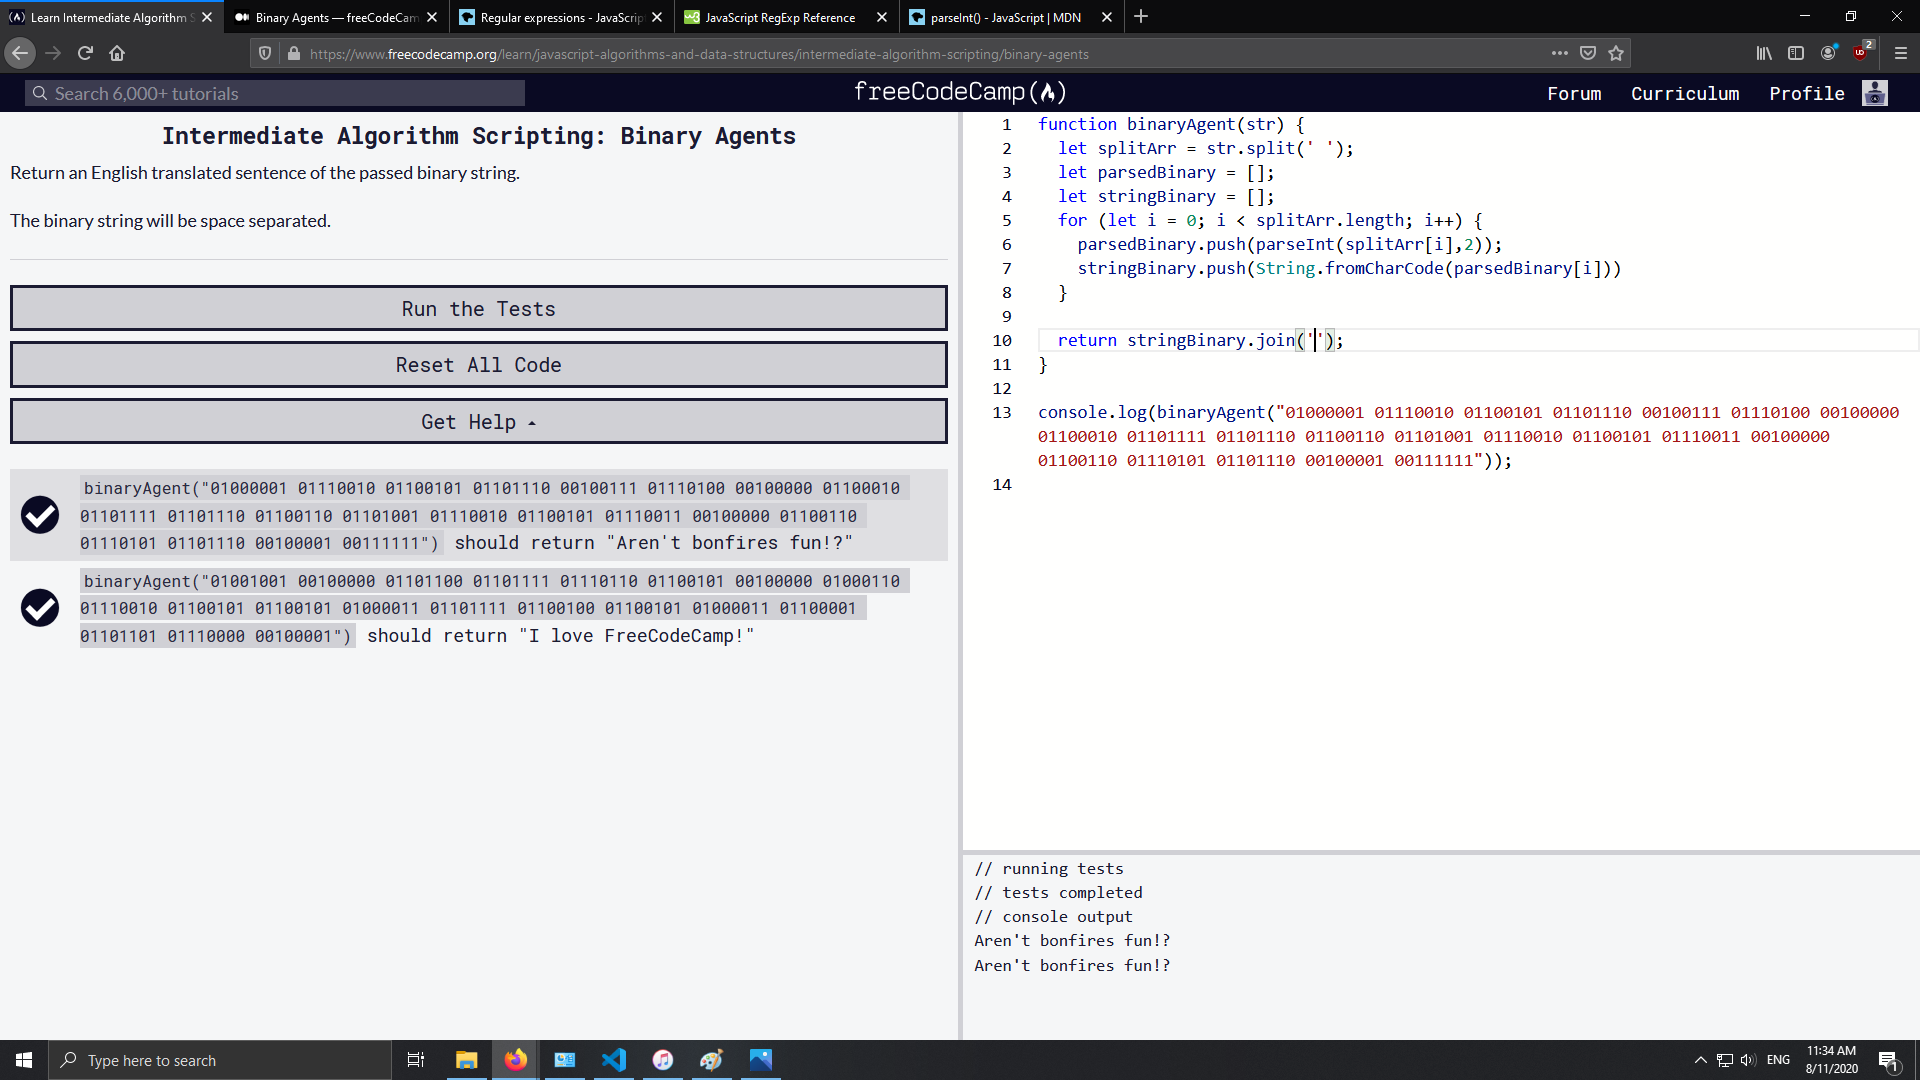 Learn Intermediate Algorithm S
Binary Agents — freeCodeCam
Regular expressions - JavaScrip
JavaScript RegExp Reference
parseInt() - JavaScript | MDN
https://www.freecodecamp.org/learn/javascript-algorithms-and-data-structures/intermediate-algorithm-scripting/binary-agents
2
Search 6,000+ tutorials
freeCodeCamp(🔥)
Forum Curriculum Profile
Intermediate Algorithm Scripting: Binary Agents
Return an English translated sentence of the passed binary string.
The binary string will be space separated.
Run the Tests
Reset All Code
Get Help
binaryAgent("01000001 01110010 01100101 01101110 00100111 01110100 00100000 01100010
01101111 01101110 01100110 01101001 01110010 01100101 01110011 00100000 01100110
01110101 01101110 00100001 00111111") should return "Aren't bonfires fun!?"
binaryAgent("01001001 00100000 01101100 01101111 01110110 01100101 00100000 01000110
01110010 01100101 01100101 01000011 01101111 01100100 01100101 01000011 01100001
01101101 01110000 00100001") should return "I love FreeCodeCamp!"
1 function binaryAgent(str) {
2 let splitArr = str.split(' ');
3 let parsedBinary = [];
4 let stringBinary = [];
5 for (let i = 0; i < splitArr.length; i++) {
6 parsedBinary.push(parseInt(splitArr[i],2));
7 stringBinary.push(String.fromCharCode(parsedBinary[i]))
8 }
9
10 return stringBinary.join('');
11 }
12
13 console.log(binaryAgent("01000001 01110010 01100101 01101110 00100111 01110100 00100000
01100010 01101111 01101110 01100110 01101001 01110010 01100101 01110011 00100000
01100110 01110101 01101110 00100001 00111111"));
14
// running tests
// tests completed
// console output
Aren't bonfires fun!?
Aren't bonfires fun!?
Type here to search
ENG
11:34 AM
8/11/2020
1